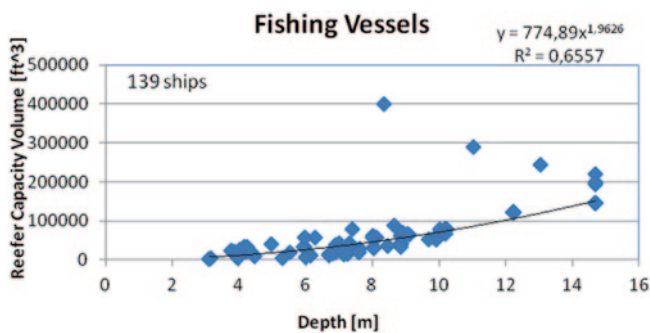 Fishing Vessels
y = 774,89x^1,9626
R² = 0,6557
139 ships
Reefer Capacity Volume [ft^3]
500000
400000
300000
200000
100000
0
0 2 4 6 8 10 12 14 16
Depth [m]